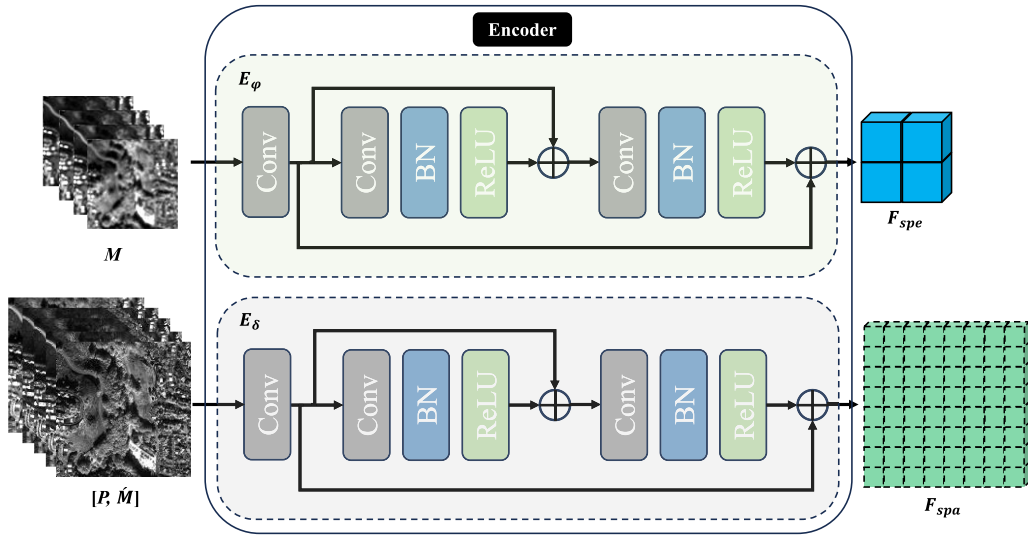 Encoder
E_φ
Conv
Conv
BN
ReLU
Conv
BN
ReLU
M
F_spe
E_δ
Conv
Conv
BN
ReLU
Conv
BN
ReLU
[P, Ḿ]
F_spa